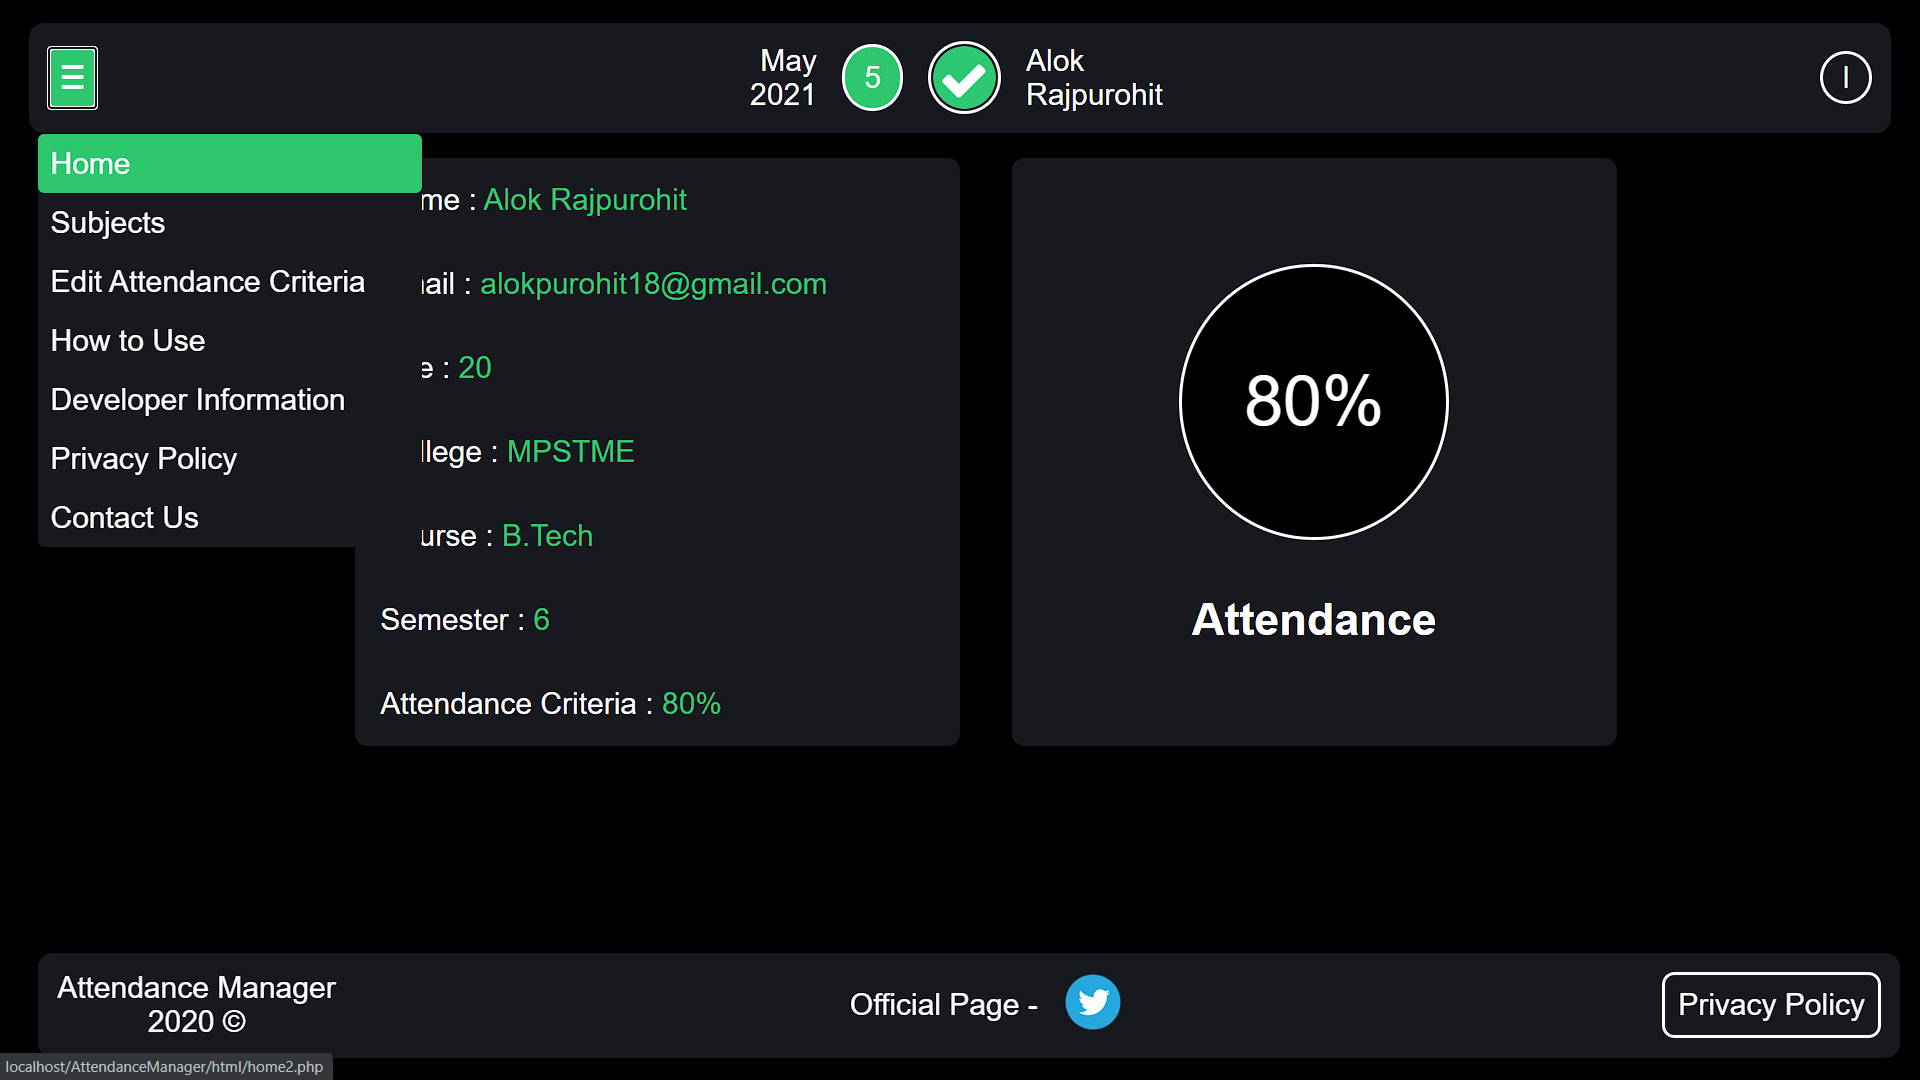 May
2021
5
Alok
Rajpurohit
Home
Subjects
Edit Attendance Criteria
How to Use
Developer Information
Privacy Policy
Contact Us
me : Alok Rajpurohit
ail : alokpurohit18@gmail.com
e : 20
llege : MPSTME
urse : B.Tech
Semester : 6
Attendance Criteria : 80%
80%
Attendance
Attendance Manager
2020 ©
Official Page -
Privacy Policy
localhost/AttendanceManager/html/home2.php